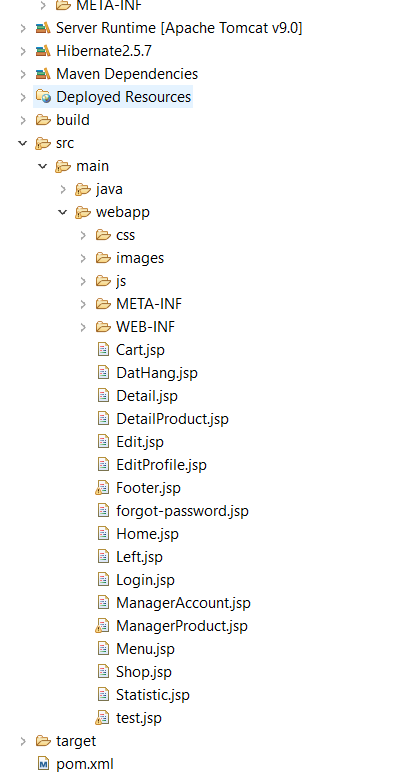 META-INF
Server Runtime [Apache Tomcat v9.0]
Hibernate2.5.7
Maven Dependencies
Deployed Resources
build
src
main
java
webapp
css
images
js
META-INF
WEB-INF
Cart.jsp
DatHang.jsp
Detail.jsp
DetailProduct.jsp
Edit.jsp
EditProfile.jsp
Footer.jsp
forgot-password.jsp
Home.jsp
Left.jsp
Login.jsp
ManagerAccount.jsp
ManagerProduct.jsp
Menu.jsp
Shop.jsp
Statistic.jsp
test.jsp
target
pom.xml